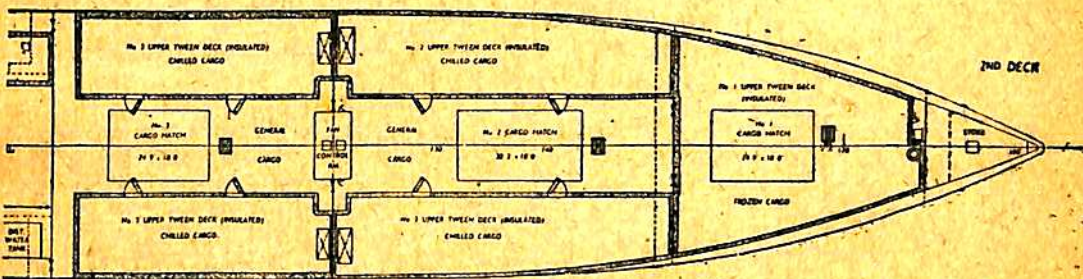 No 3 UPPER TWEEN DECK (INSULATED)
CHILLED CARGO
No 2 UPPER TWEEN DECK (INSULATED)
CHILLED CARGO
2ND DECK
No 1 UPPER TWEEN DECK
(INSULATED)
No. 3
CARGO HATCH
GENERAL
CARGO
FAN
CONTROL
RM.
GENERAL
CARGO
No 2 CARGO HATCH
No 1
CARGO HATCH
STORE
FROZEN CARGO
No 3 UPPER TWEEN DECK (INSULATED)
CHILLED CARGO.
UPPER TWEEN DECK (INSULATED)
CHILLED CARGO
DIST.
WATER
TANK